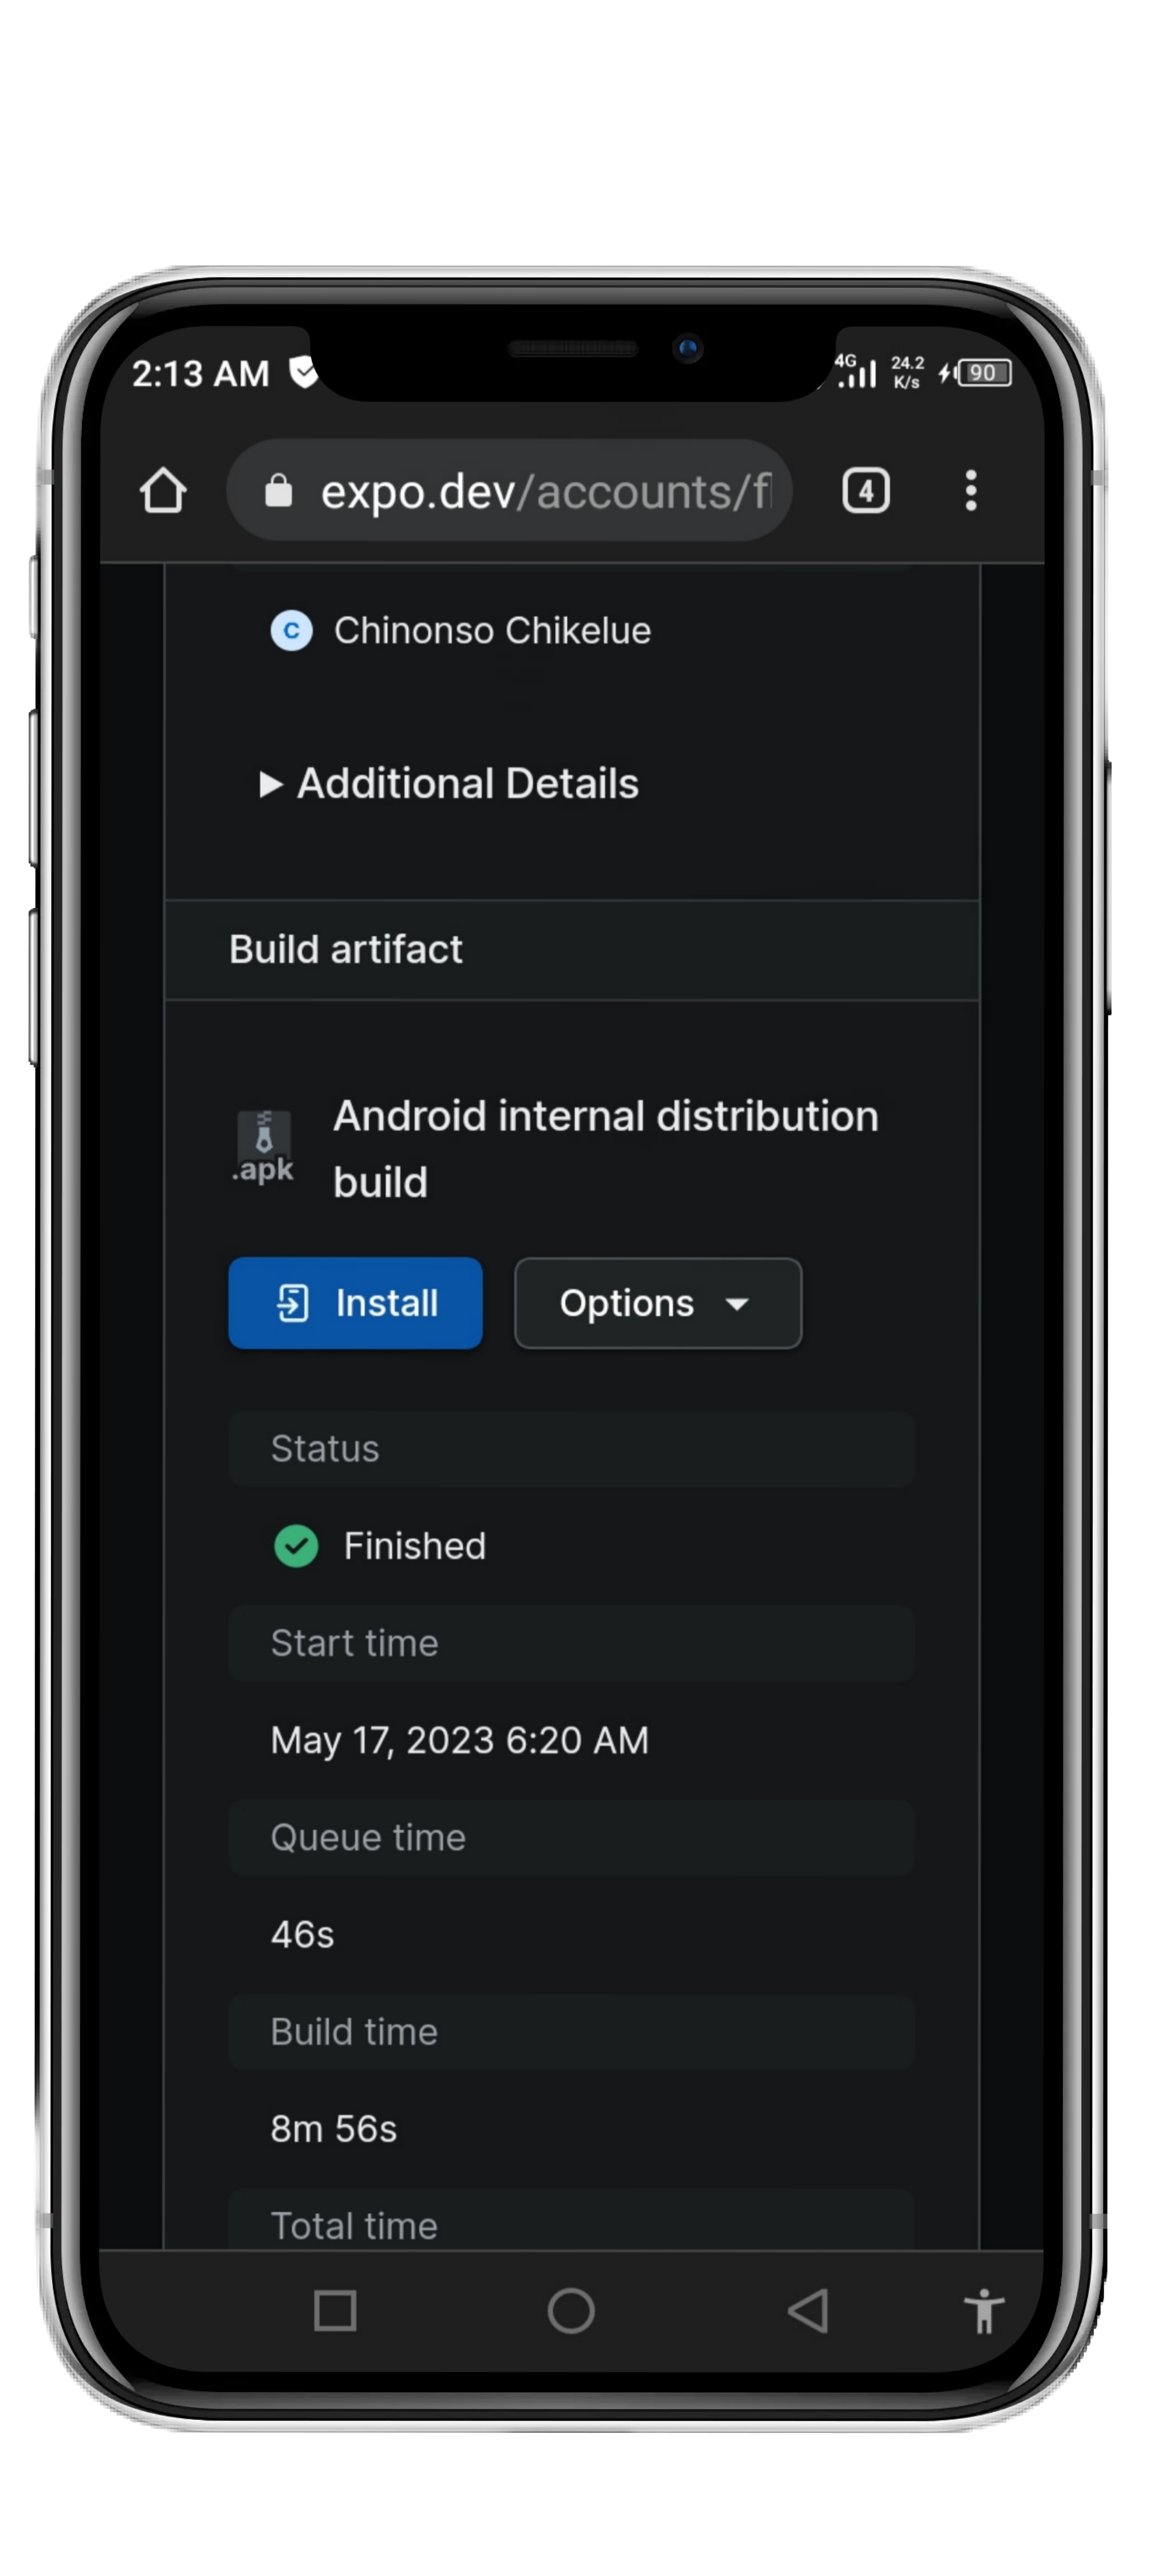 2:13 AM
4G
24.2
K/s
90
expo.dev/accounts/f
4
C
Chinonso Chikelue
Additional Details
Build artifact
.apk
Android internal distribution
build
Install
Options
Status
Finished
Start time
May 17, 2023 6:20 AM
Queue time
46s
Build time
8m 56s
Total time